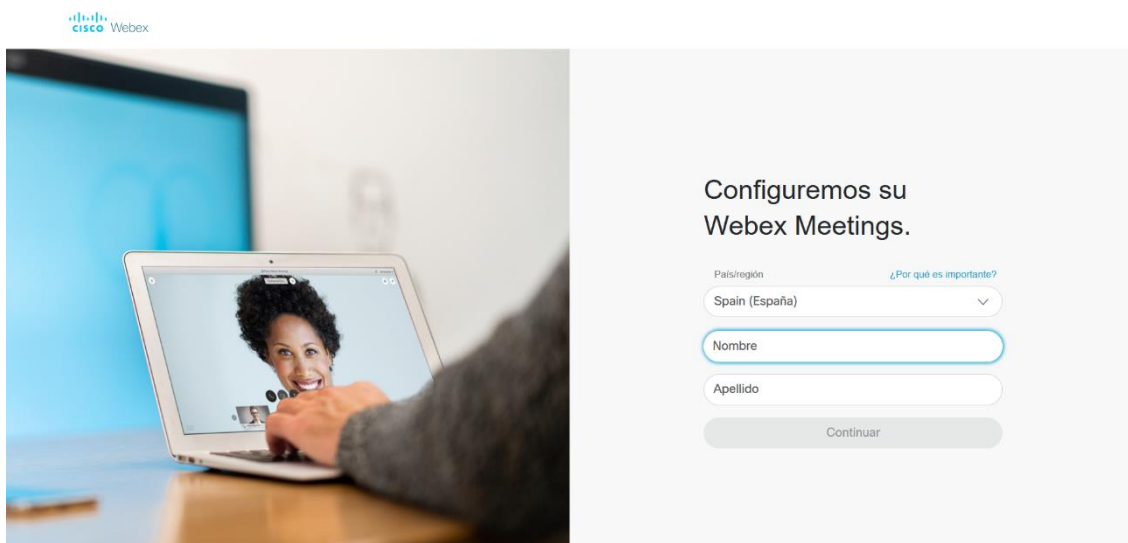 CISCO Webex
Configuremos su
Webex Meetings.
País/región
¿Por qué es importante?
Spain (España)
Nombre
Apellido
Continuar